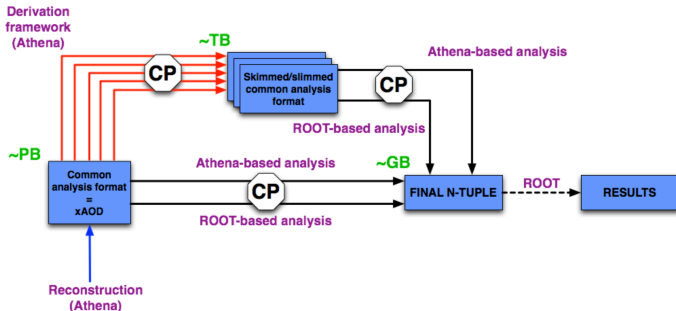 Derivation
framework
(Athena)
~TB
CP
Skimmed/slimmed
common analysis
format
CP
Athena-based analysis
ROOT-based analysis
~PB
Common
analysis format
=
xAOD
Athena-based analysis
CP
ROOT-based analysis
~GB
FINAL N-TUPLE
ROOT
RESULTS
Reconstruction
(Athena)